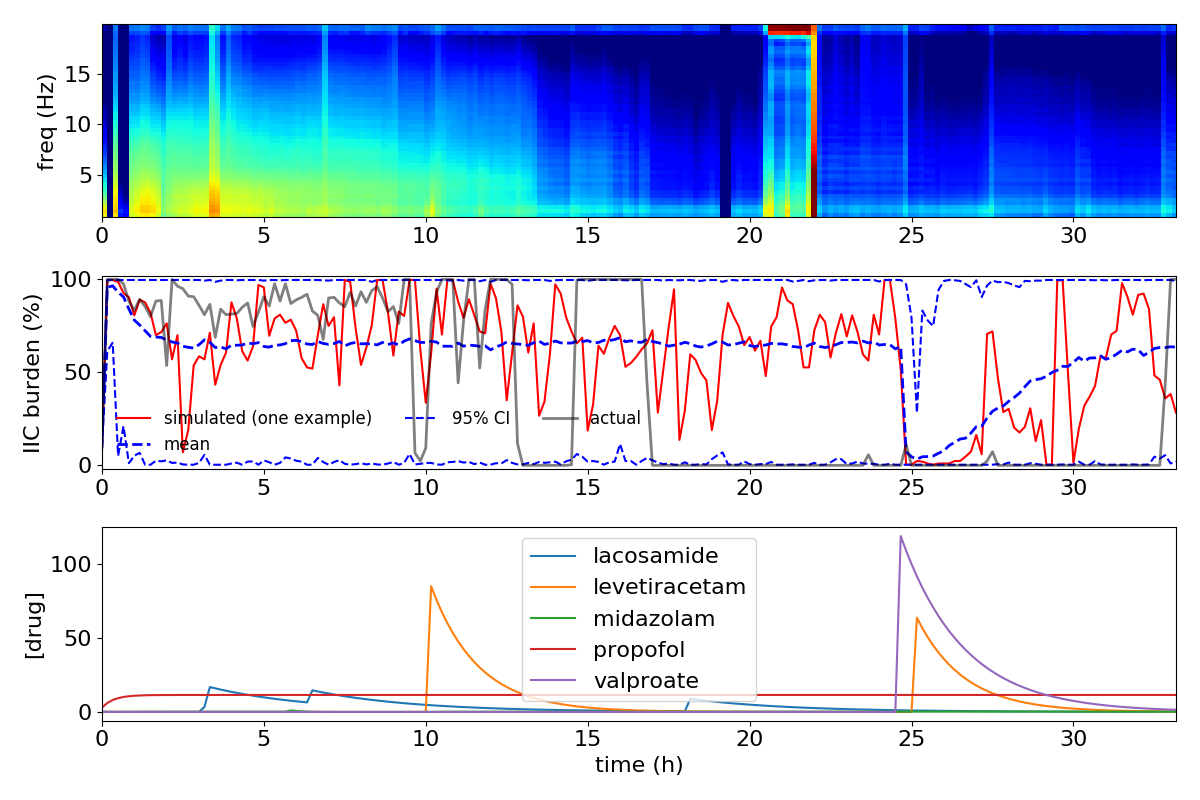 freq (Hz)
15
10
5
0 5 10 15 20 25 30
IIC burden (%)
100
50
0
simulated (one example) 95% CI actual
mean
0 5 10 15 20 25 30
[drug]
100
50
0
lacosamide
levetiracetam
midazolam
propofol
valproate
0 5 10 15 20 25 30
time (h)